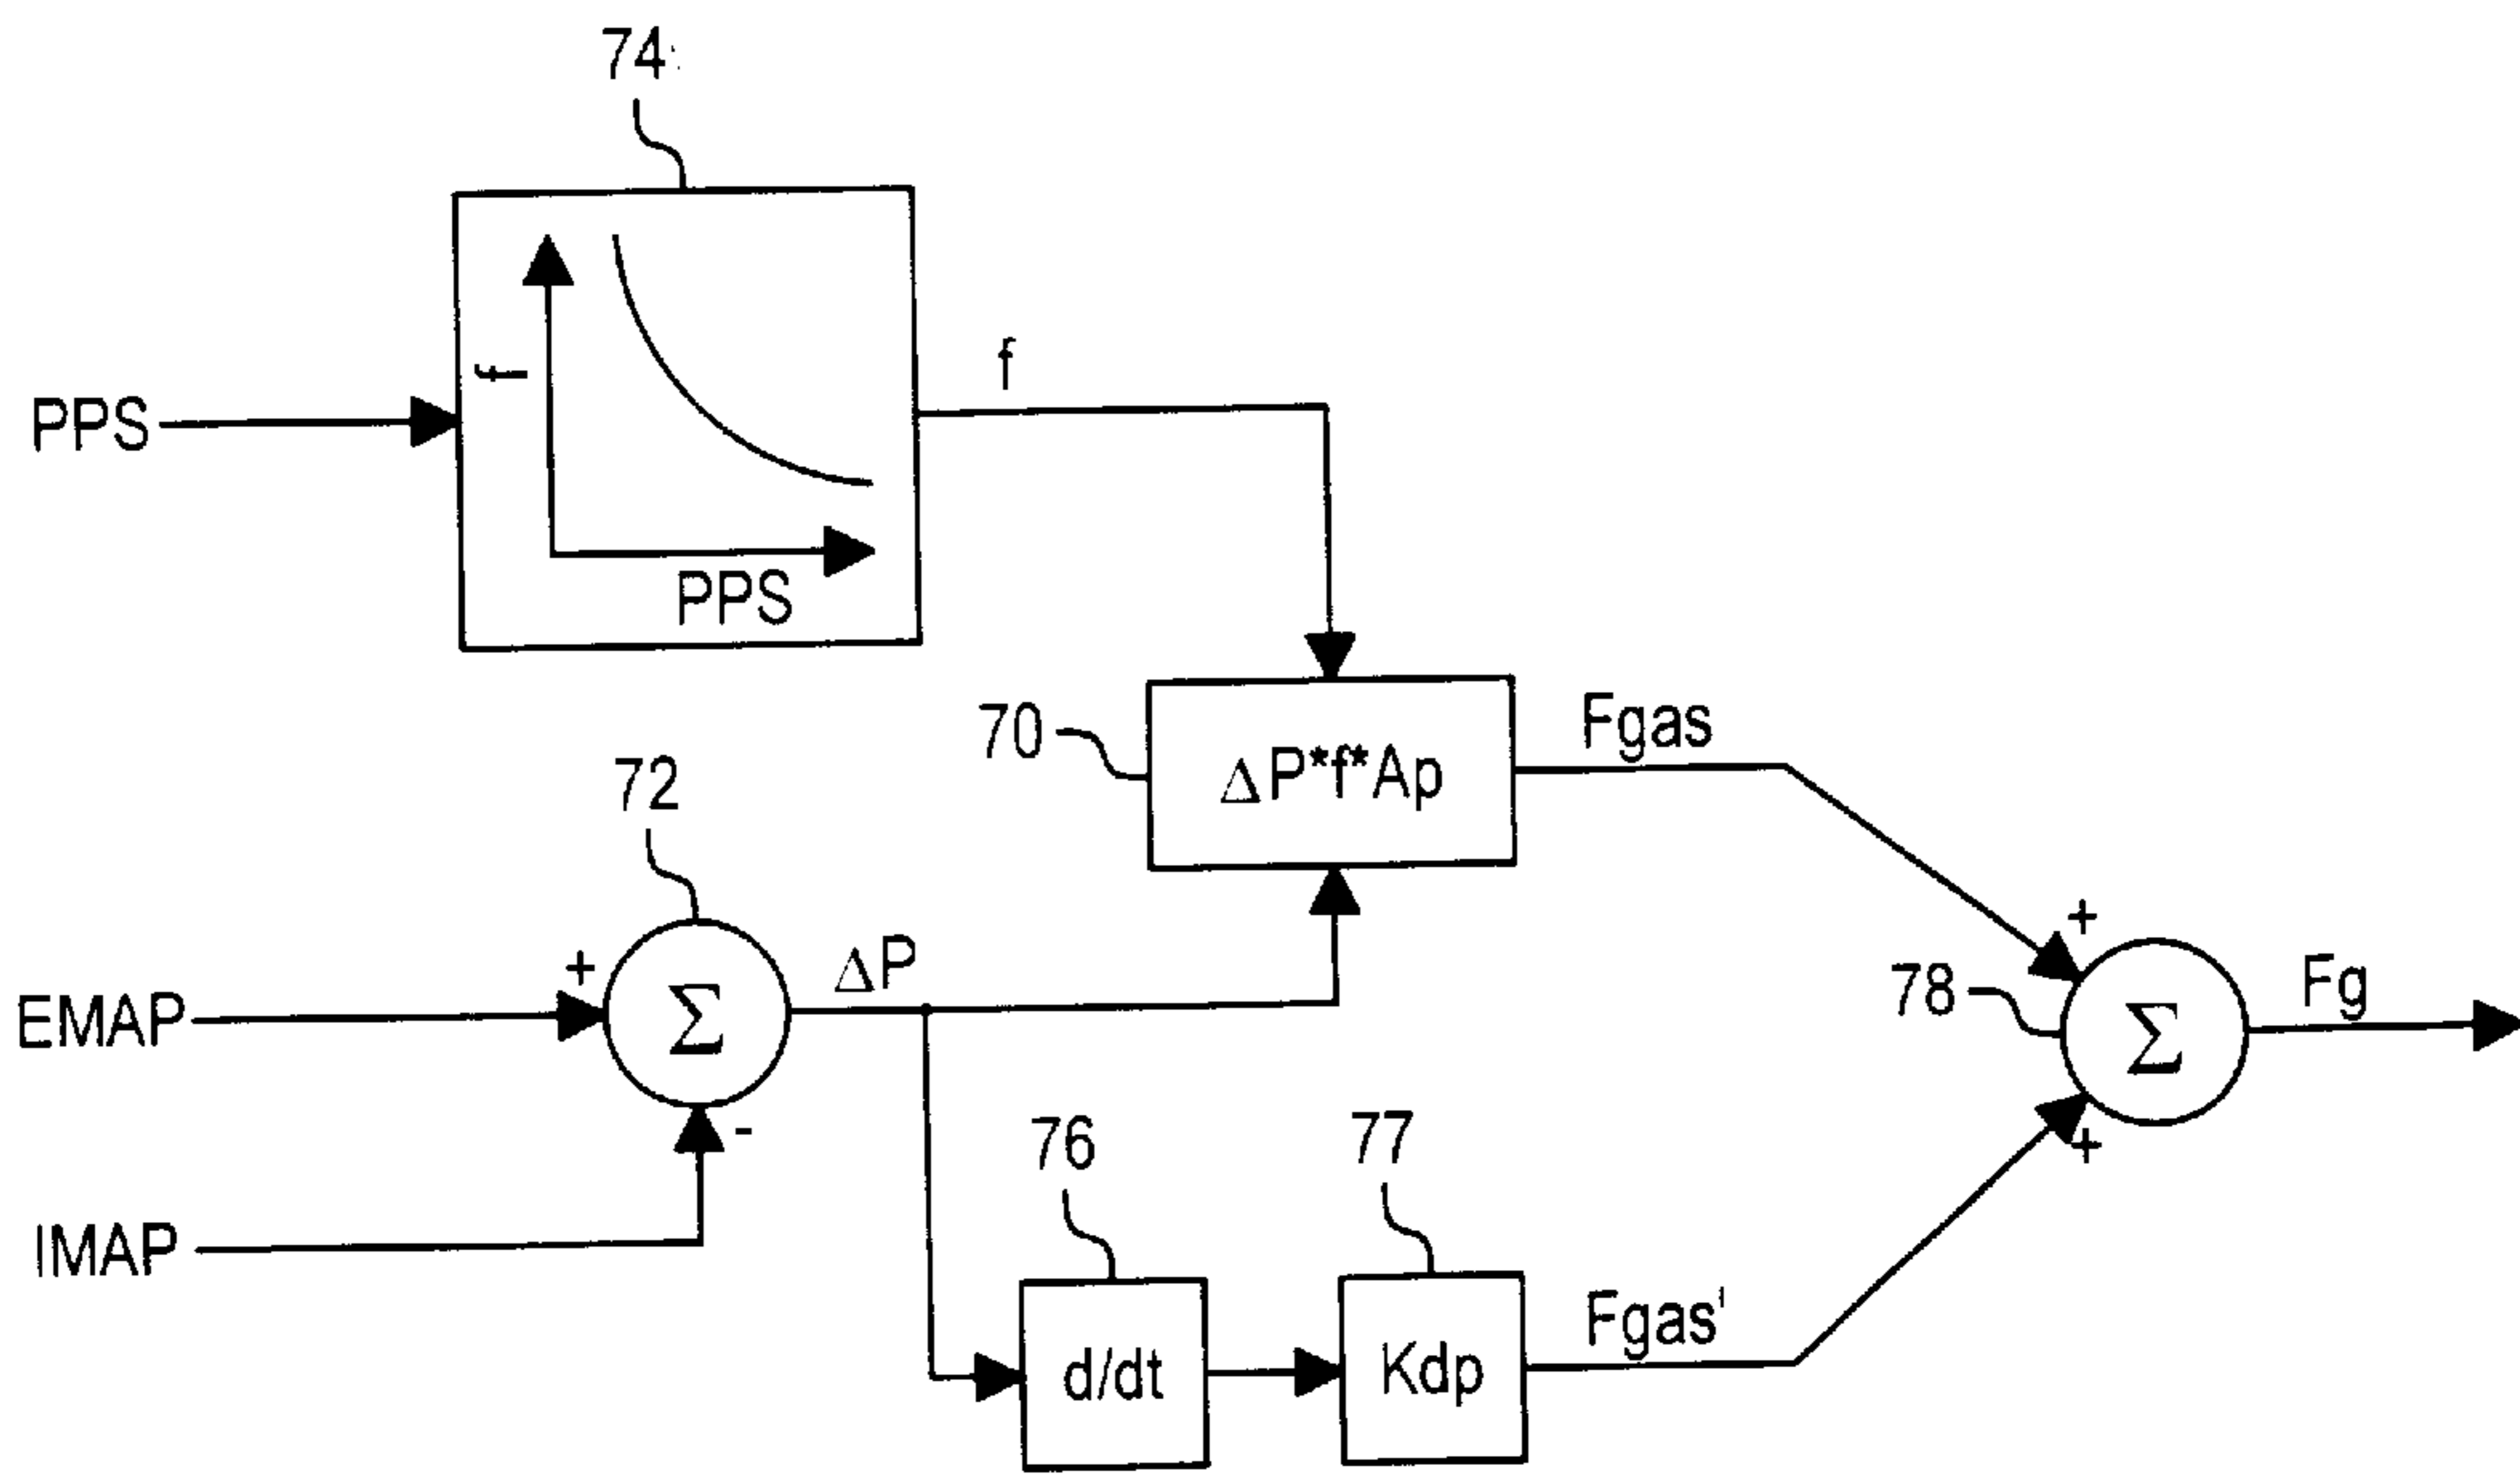 74
f
PPS
f
PPS
70
ΔP*f*Ap
Fgas
72
+
EMAP
Σ
ΔP
-
IMAP
+
78
Σ
Fg
+
76
77
d/dt
Kdp
Fgas'